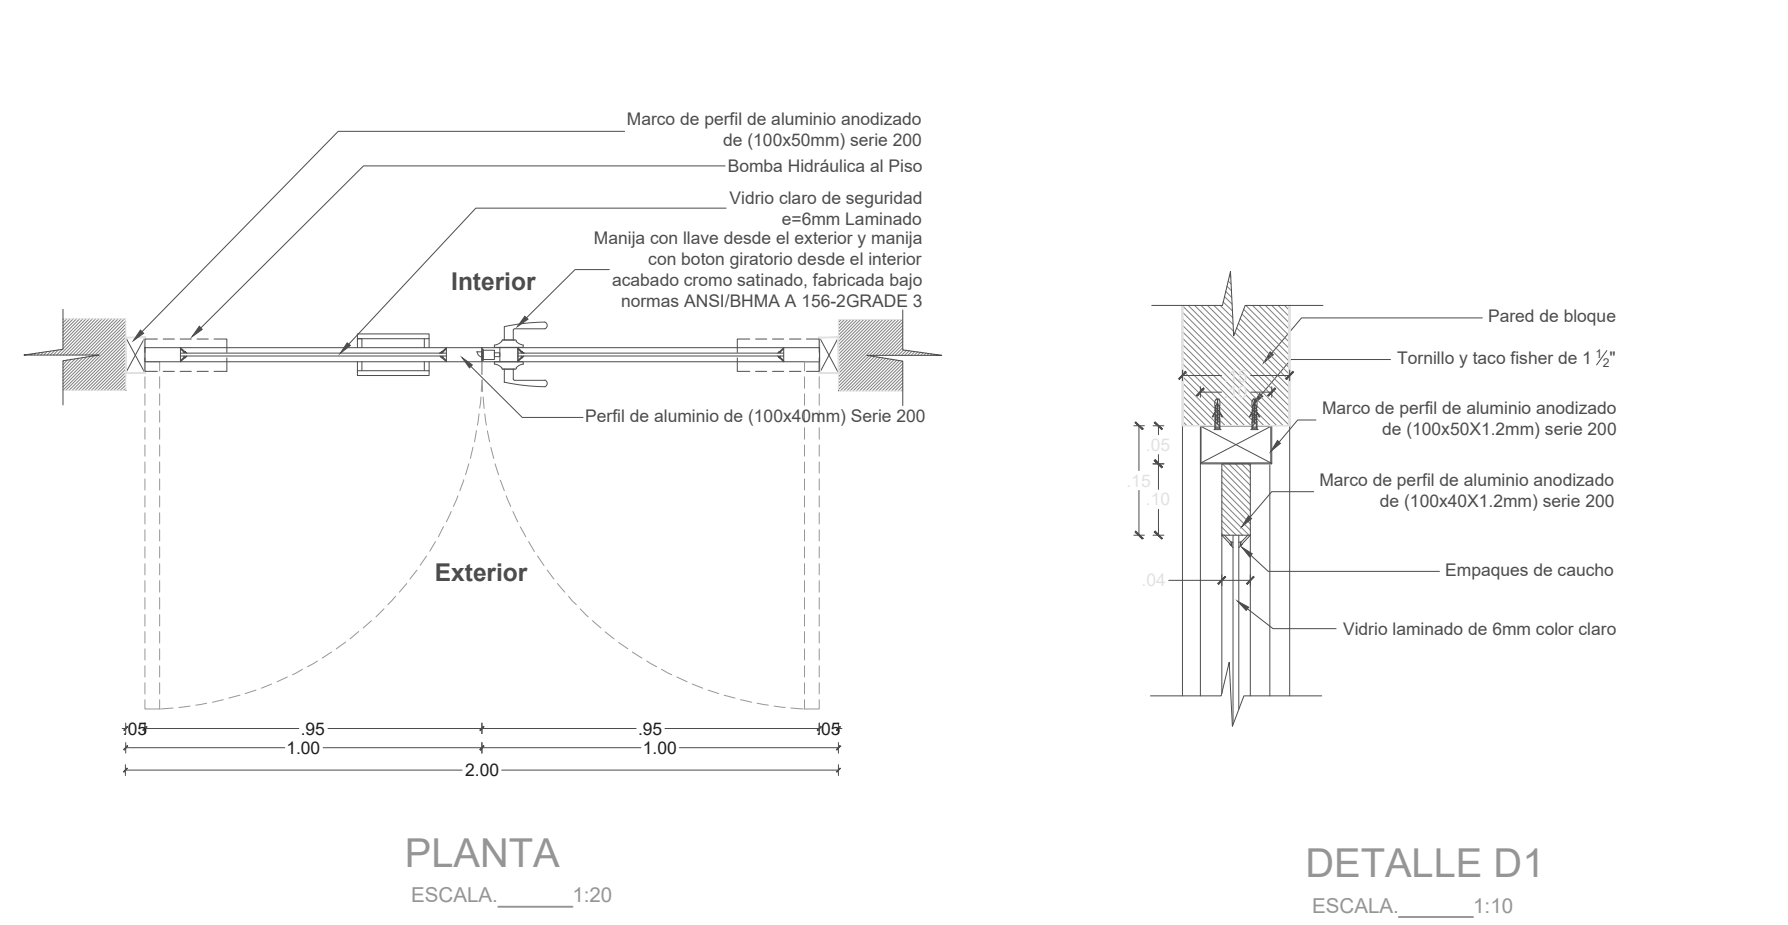 Marco de perfil de aluminio anodizado
de (100x50mm) serie 200
Bomba Hidráulica al Piso
Vidrio claro de seguridad
e=6mm Laminado
Manija con llave desde el exterior y manija
con boton giratorio desde el interior
acabado cromo satinado, fabricada bajo
normas ANSI/BHMA A 156-2GRADE 3
Interior
Perfil de aluminio de (100x40mm) Serie 200
Exterior
.05
.95
.95
.05
1.00
1.00
2.00
PLANTA
ESCALA._______1:20
Pared de bloque
Tornillo y taco fisher de 1 ½"
Marco de perfil de aluminio anodizado
de (100x50X1.2mm) serie 200
.05
.15
.10
Marco de perfil de aluminio anodizado
de (100x40X1.2mm) serie 200
Empaques de caucho
.04
Vidrio laminado de 6mm color claro
DETALLE D1
ESCALA._______1:10